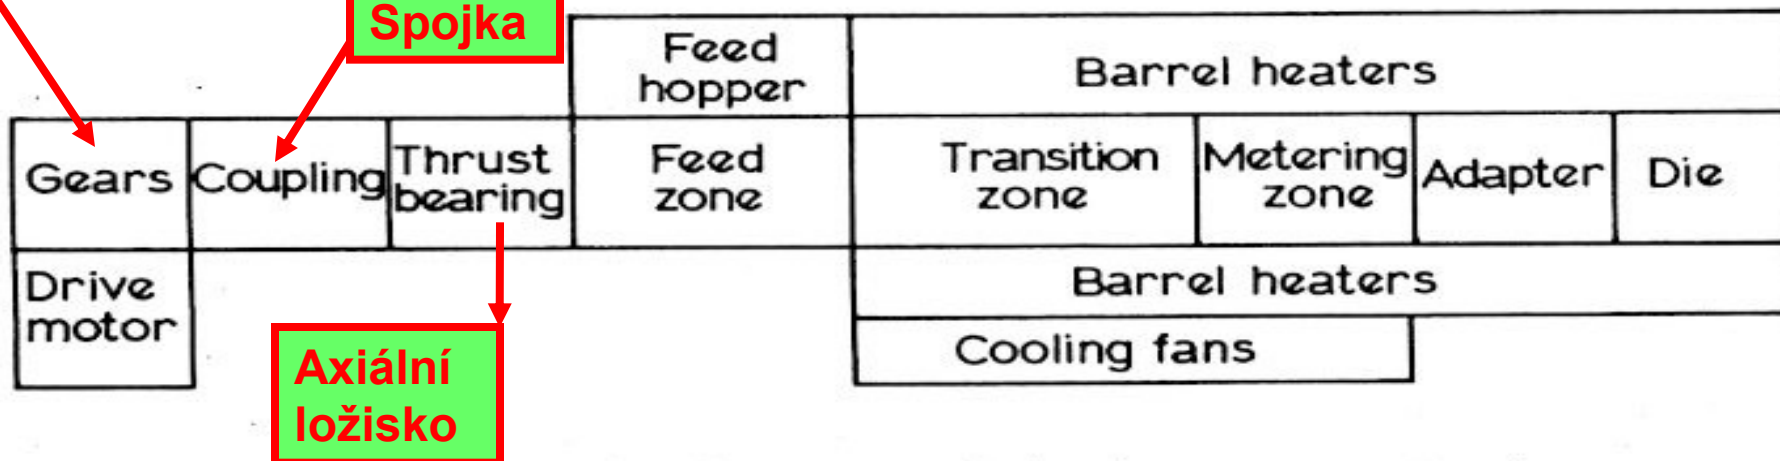 Spojka
Feed
hopper
Barrel heaters
Gears
Coupling
Thrust
bearing
Feed
zone
Transition
zone
Metering
zone
Adapter
Die
Drive
motor
Barrel heaters
Cooling fans
Axiální
ložisko